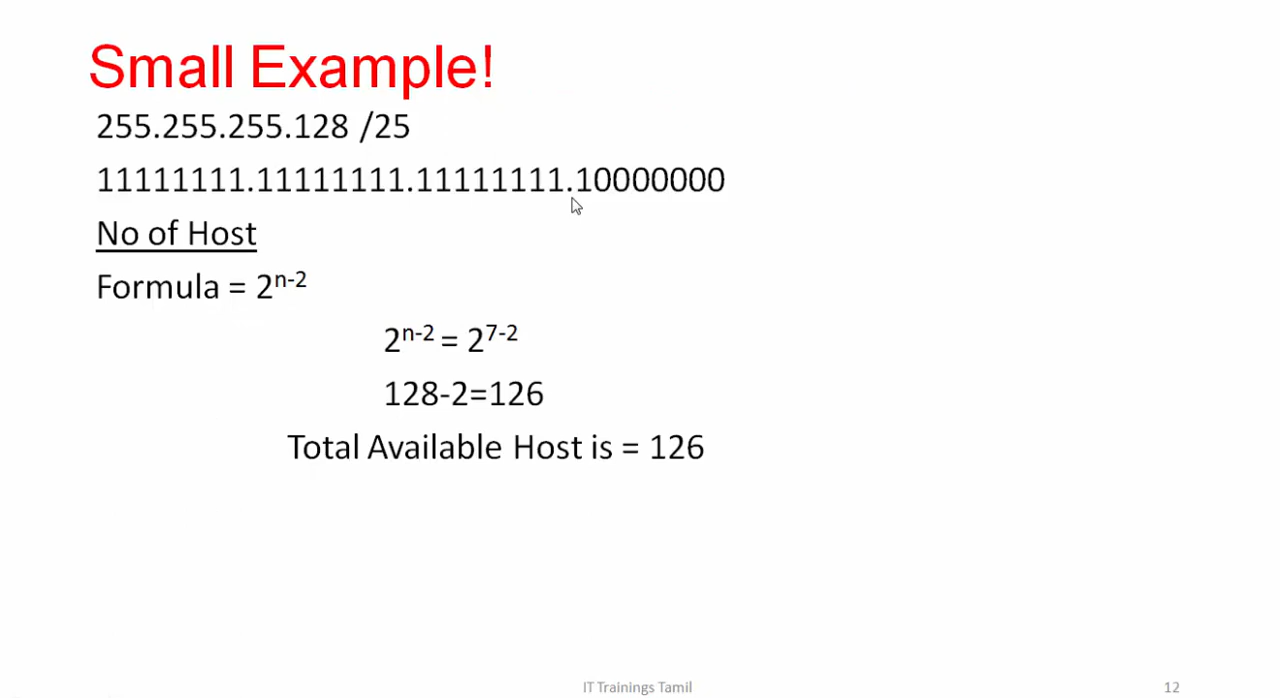 Small Example!
255.255.255.128 /25
11111111.11111111.11111111.10000000
No of Host
Formula = 2ⁿ⁻²
2ⁿ⁻² = 2⁷⁻²
128-2=126
Total Available Host is = 126
IT Trainings Tamil
12